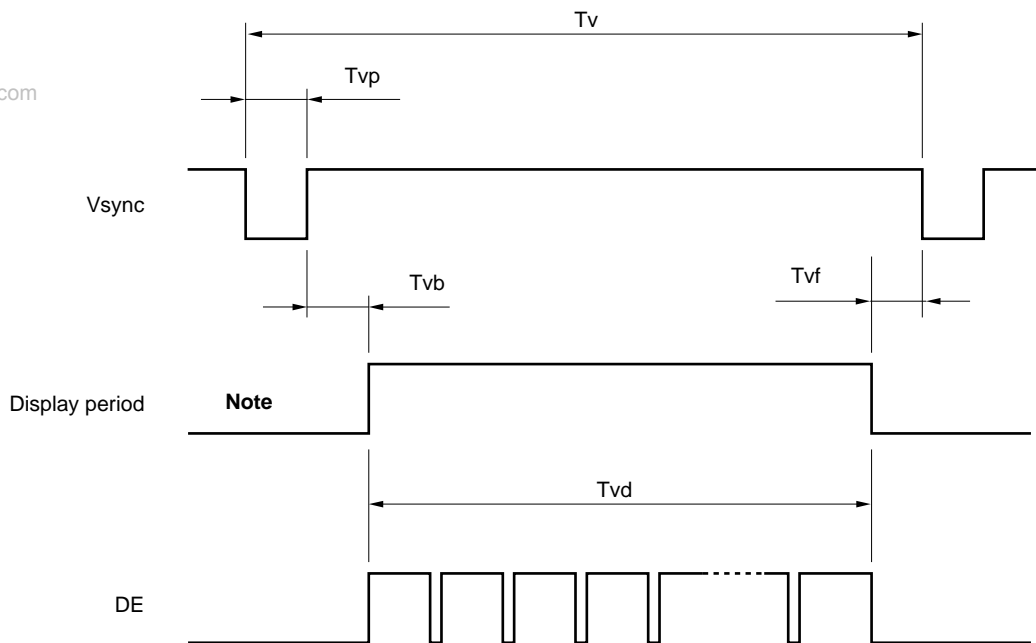 Tv
Tvp
com
Vsync
Tvb
Tvf
Display period
Note
Tvd
DE